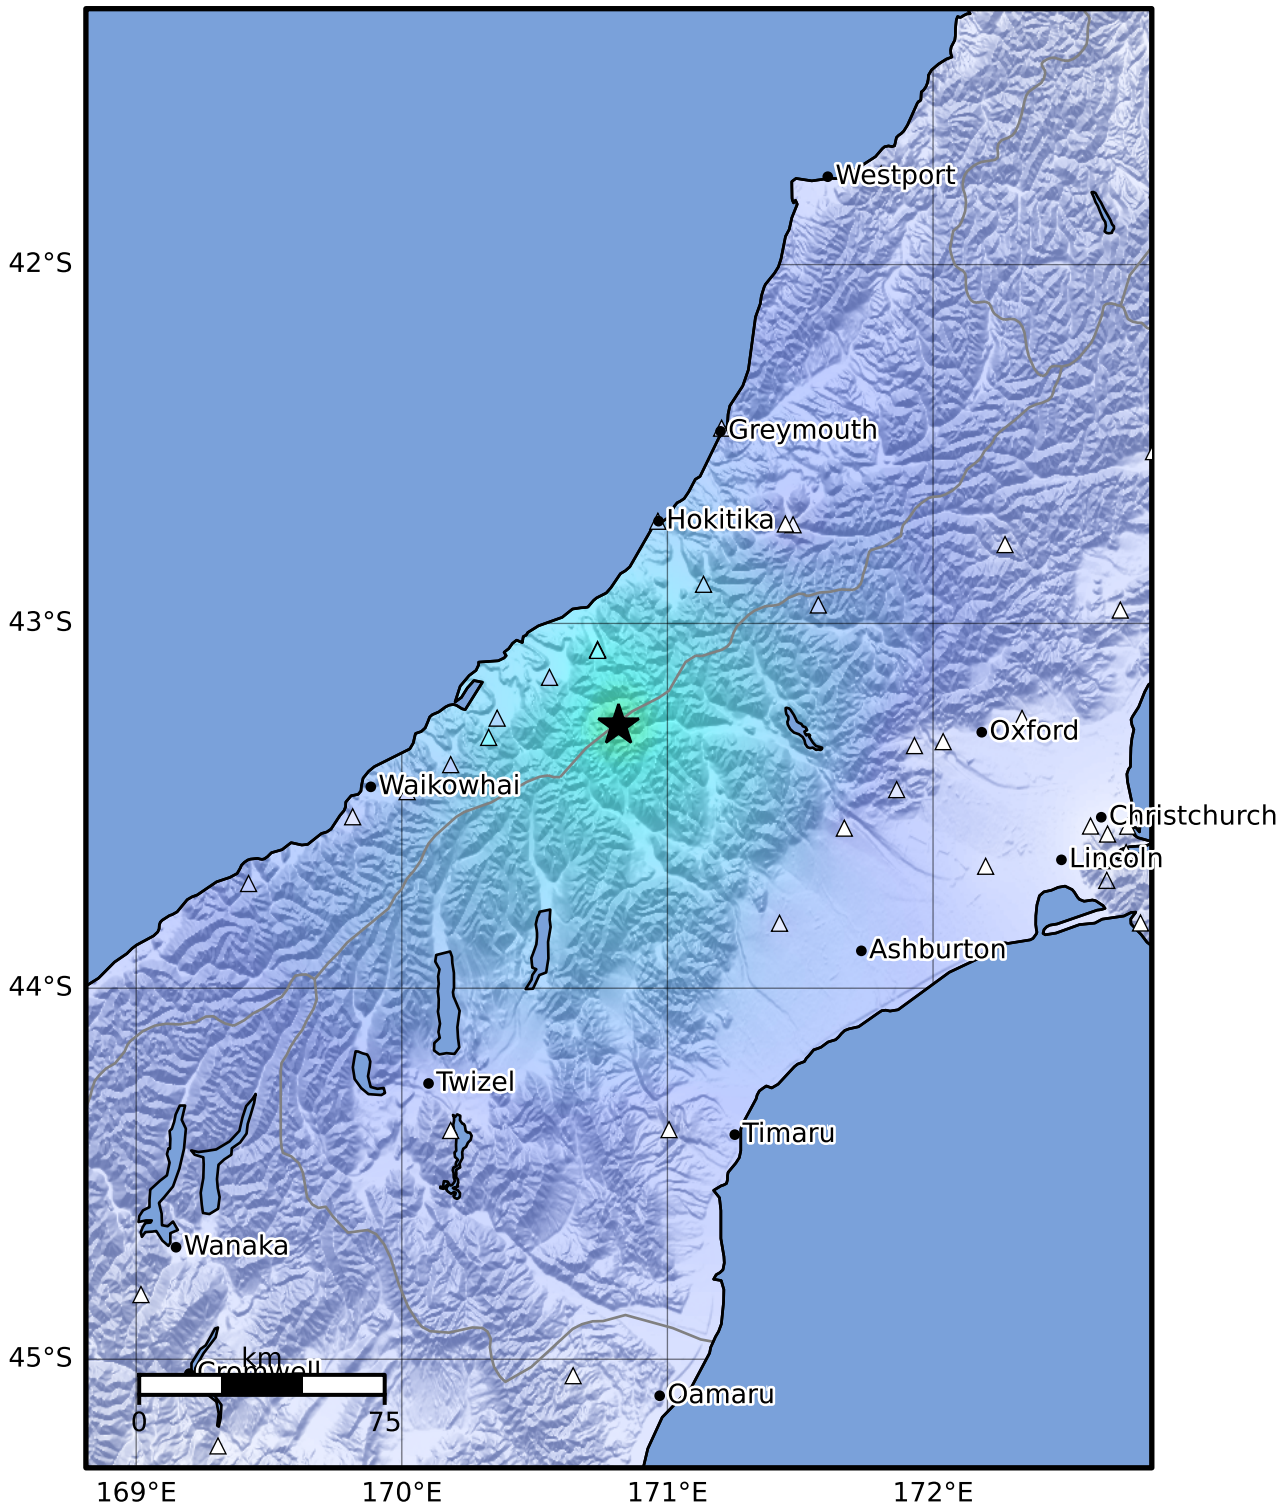 Westport
42°S
Greymouth
Hokitika
43°S
Oxford
Waikowhai
Christchurch
Lincoln
Ashburton
44°S
Twizel
Timaru
Wanaka
km
45°S
Cromwell
Oamaru
0
75
169°E
170°E
171°E
172°E